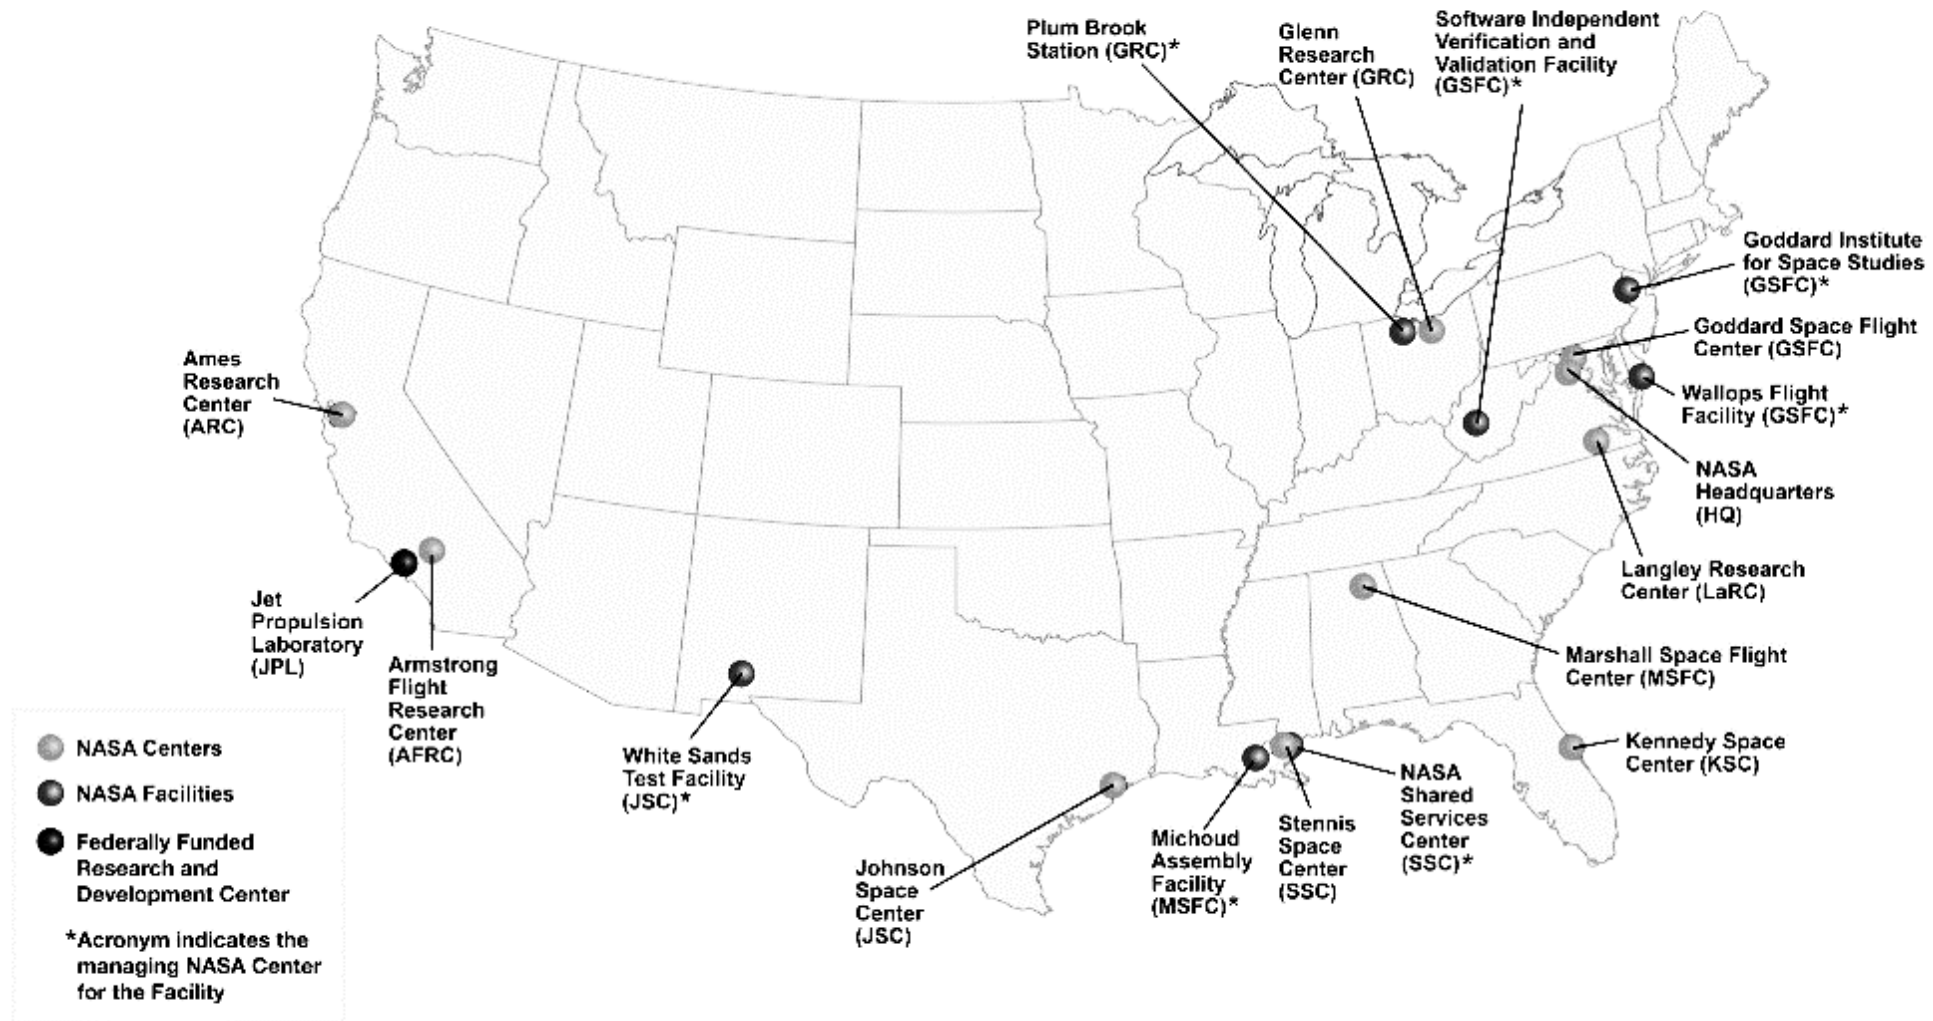 Plum Brook
Station (GRC)*
Glenn
Research
Center (GRC)
Software Independent
Verification and
Validation Facility
(GSFC)*
Goddard Institute
for Space Studies
(GSFC)*
Goddard Space Flight
Center (GSFC)
Wallops Flight
Facility (GSFC)*
NASA
Headquarters
(HQ)
Langley Research
Center (LaRC)
Marshall Space Flight
Center (MSFC)
Kennedy Space
Center (KSC)
NASA
Shared
Services
Center
(SSC)*
Stennis
Space
Center
(SSC)
Michoud
Assembly
Facility
(MSFC)*
Johnson
Space
Center
(JSC)
White Sands
Test Facility
(JSC)*
Armstrong
Flight
Research
Center
(AFRC)
Jet
Propulsion
Laboratory
(JPL)
Ames
Research
Center
(ARC)
NASA Centers
NASA Facilities
Federally Funded
Research and
Development Center
*Acronym indicates the
managing NASA Center
for the Facility